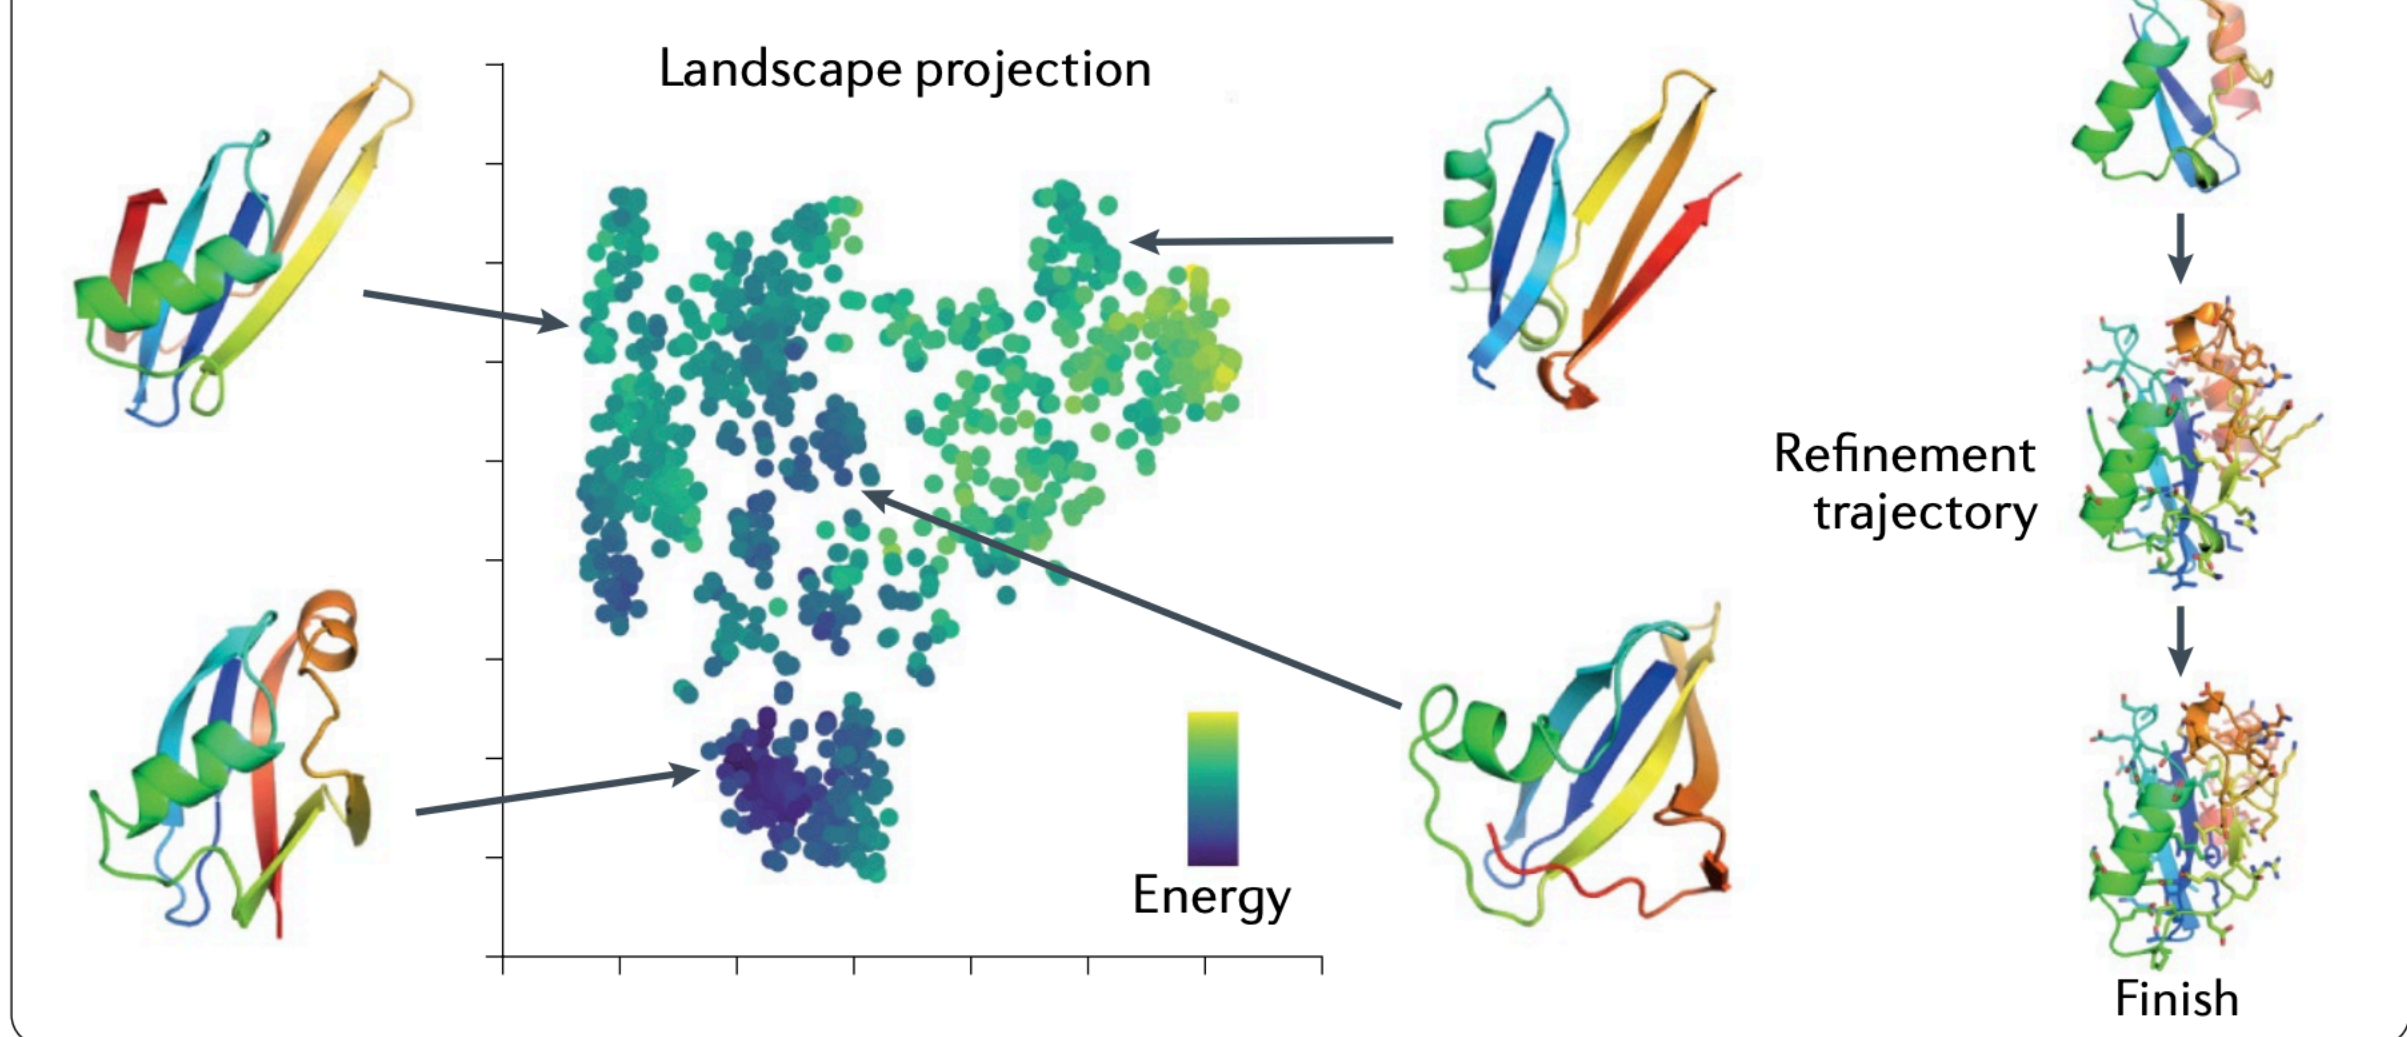 Landscape projection
Refinement
trajectory
Energy
Finish